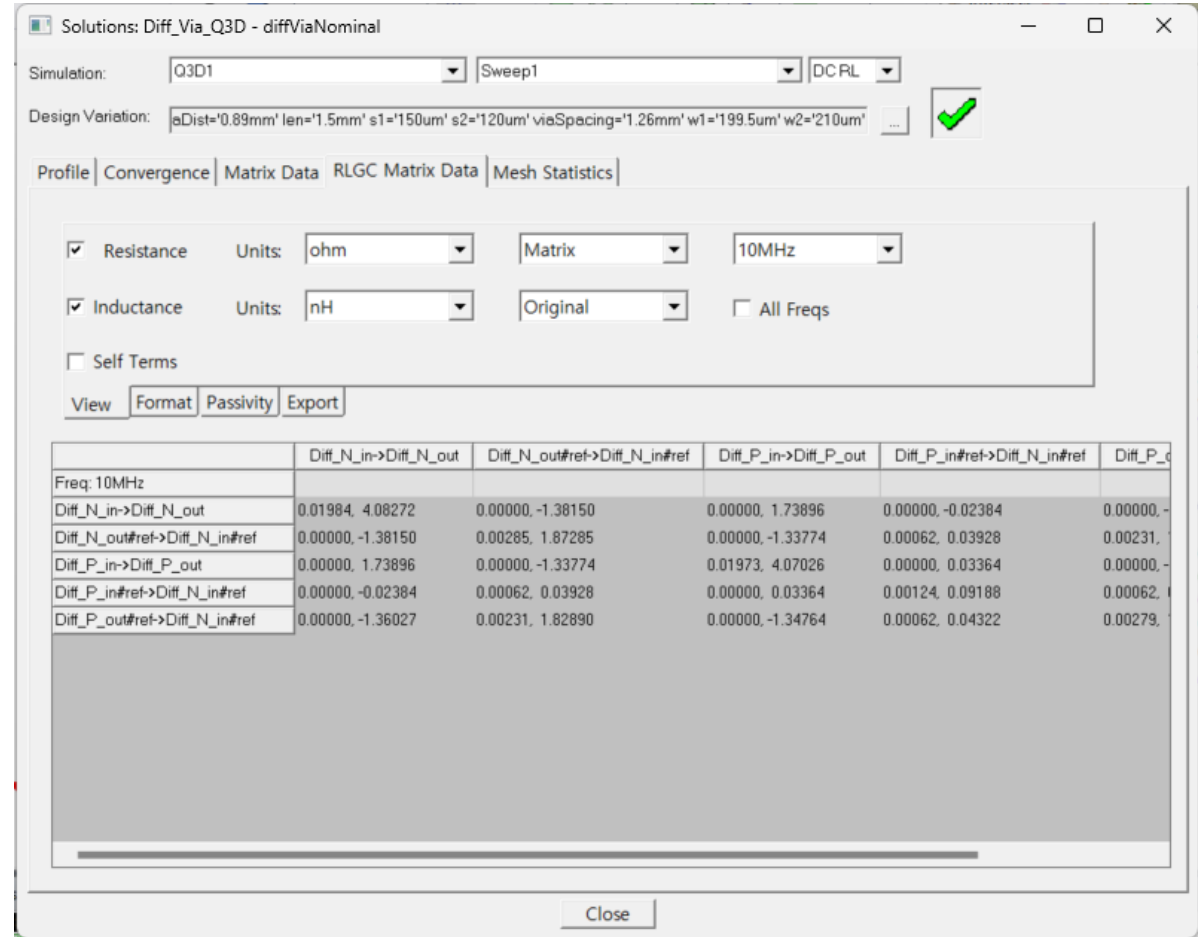 Solutions: Diff_Via_Q3D - diffViaNominal
Simulation: Q3D1 Sweep1 DC RL
Design Variation: aDist='0.89mm' len='1.5mm' s1='150um' s2='120um' viaSpacing='1.26mm' w1='199.5um' w2='210um' ...
Profile Convergence Matrix Data RLGC Matrix Data Mesh Statistics
Resistance Units: ohm Matrix 10MHz
Inductance Units: nH Original All Freqs
Self Terms
View Format Passivity Export
Diff_N_in->Diff_N_out Diff_N_out#ref->Diff_N_in#ref Diff_P_in->Diff_P_out Diff_P_in#ref->Diff_N_in#ref
Freq: 10MHz
Diff_N_in->Diff_N_out 0.01984, 4.08272 0.00000, -1.38150 0.00000, 1.73896 0.00000, -0.02384 0.00000, -
Diff_N_out#ref->Diff_N_in#ref 0.00000, -1.38150 0.00285, 1.87285 0.00000, -1.33774 0.00062, 0.03928 0.00231,
Diff_P_in->Diff_P_out 0.00000, 1.73896 0.00000, -1.33774 0.01973, 4.07026 0.00000, 0.03364 0.00000, -
Diff_P_in#ref->Diff_N_in#ref 0.00000, -0.02384 0.00062, 0.03928 0.00000, 0.03364 0.00124, 0.09188 0.00062,
Diff_P_out#ref->Diff_N_in#ref 0.00000, -1.36027 0.00231, 1.82890 0.00000, -1.34764 0.00062, 0.04322 0.00279,
Close